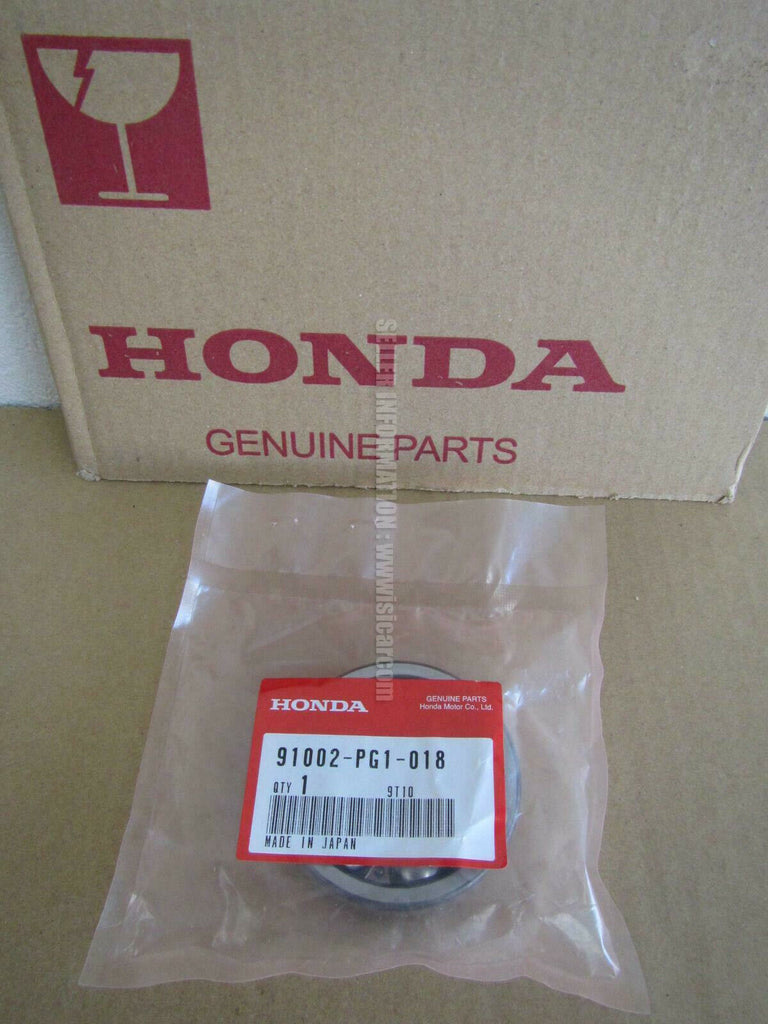 HONDA
GENUINE PARTS
SELLER INFORMATION : www.isicar.com
HONDA
GENUINE PARTS
Honda Motor Co., Ltd.
91002-PG1-018
QTY 1
9T10
MADE IN JAPAN